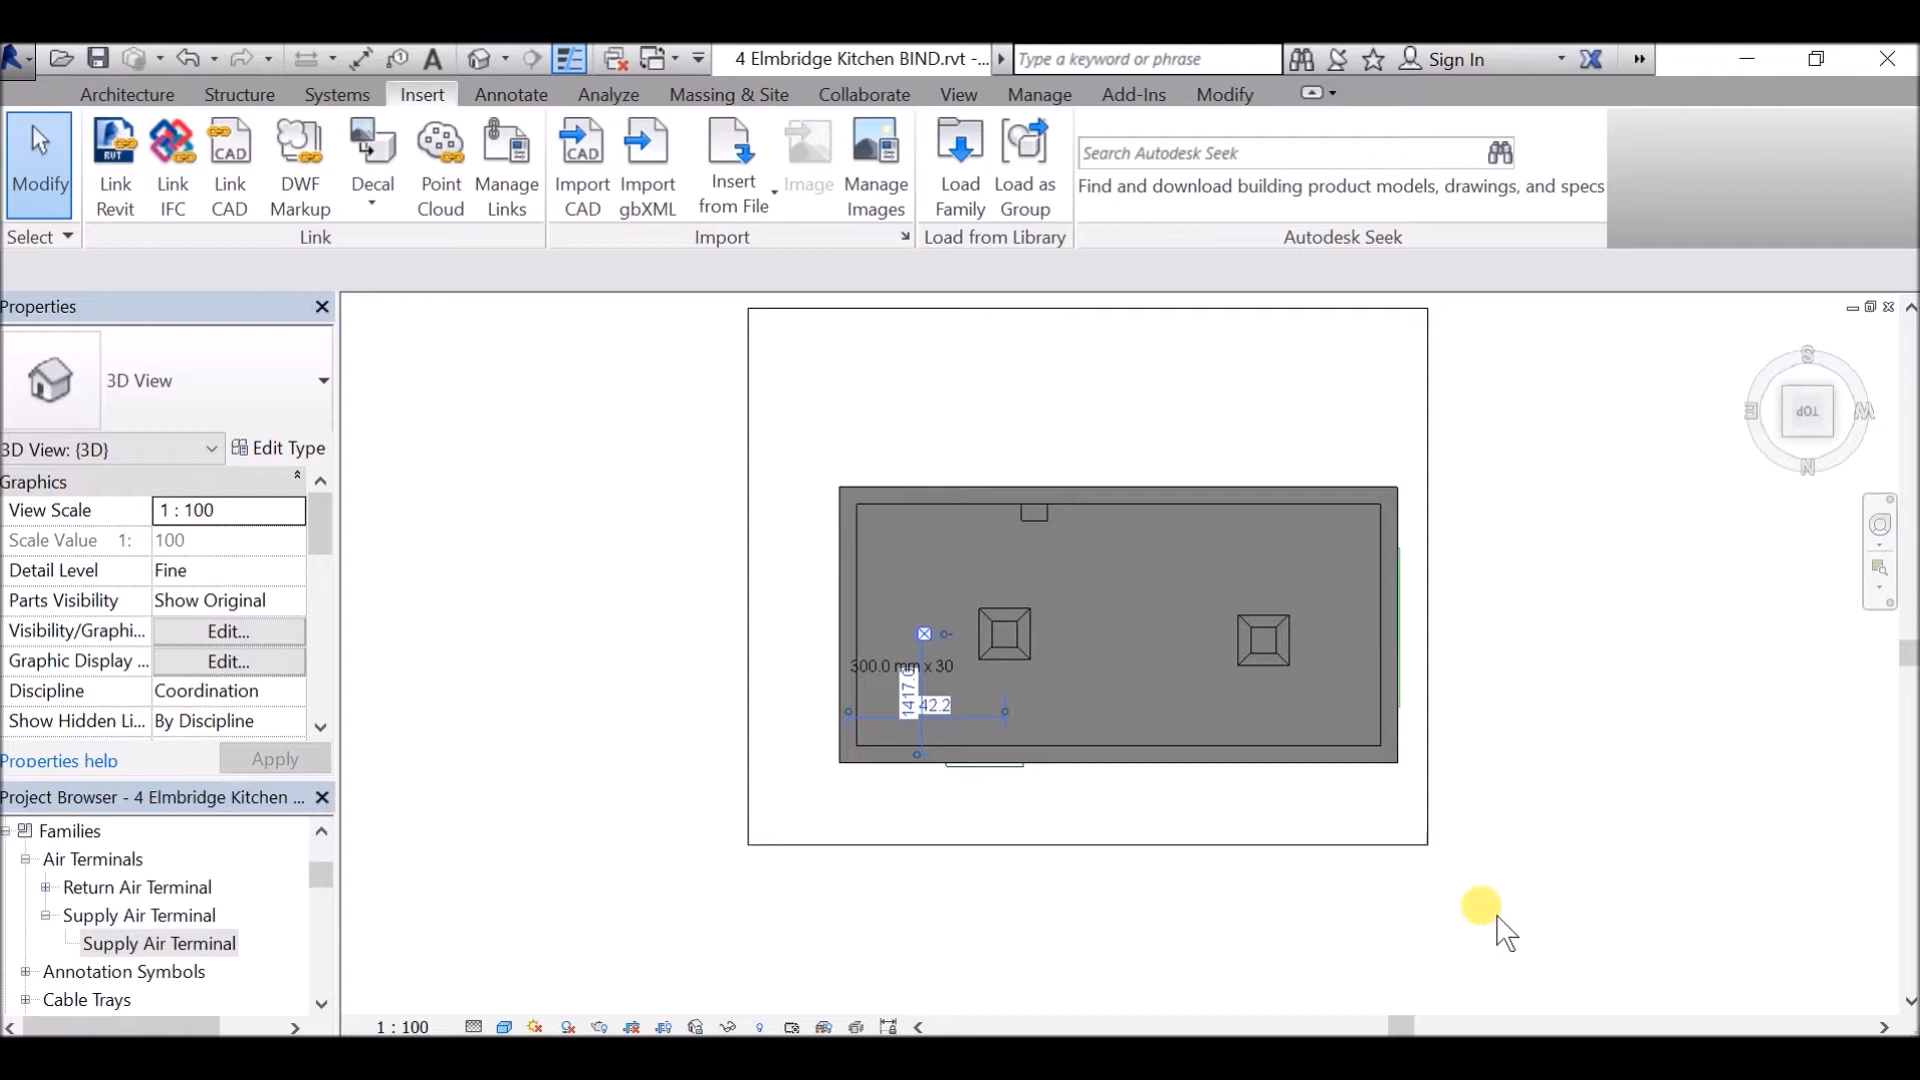 4 Elmbridge Kitchen BIND.rvt -...
Type a keyword or phrase
Sign In
Architecture Structure Systems Insert Annotate Analyze Massing & Site Collaborate View Manage Add-Ins Modify
Modify
Link Revit
Link IFC
Link CAD
DWF Markup
Decal
Point Cloud
Manage Links
Import CAD
Import gbXML
Insert from File
Image
Manage Images
Load Family
Load as Group
Search Autodesk Seek
Find and download building product models, drawings, and specs
Select
Link
Import
Load from Library
Autodesk Seek
Properties
3D View
3D View: {3D}
Edit Type
Graphics
View Scale 1 : 100
Scale Value 1: 100
Detail Level Fine
Parts Visibility Show Original
Visibility/Graphi... Edit...
Graphic Display ... Edit...
Discipline Coordination
Show Hidden Li... By Discipline
Properties help
Apply
Project Browser - 4 Elmbridge Kitchen ...
Families
Air Terminals
Return Air Terminal
Supply Air Terminal
Supply Air Terminal
Annotation Symbols
Cable Trays
300.0 mm x 30
42.2
S
E
TOP
W
N
1 : 100